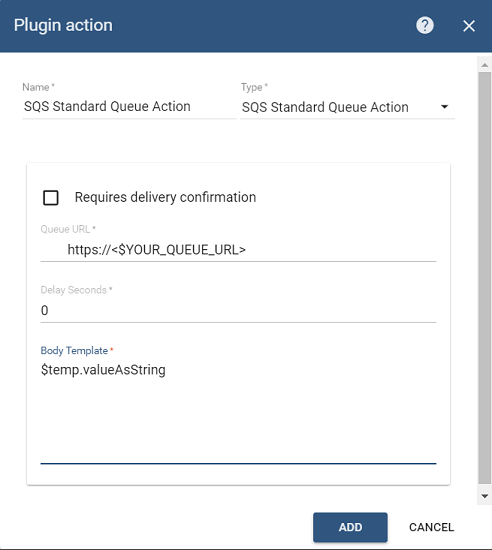 Plugin action
Name *
Type *
SQS Standard Queue Action
SQS Standard Queue Action
Requires delivery confirmation
Queue URL *
https://<$YOUR_QUEUE_URL>
Delay Seconds *
0
Body Template *
$temp.valueAsString
ADD
CANCEL